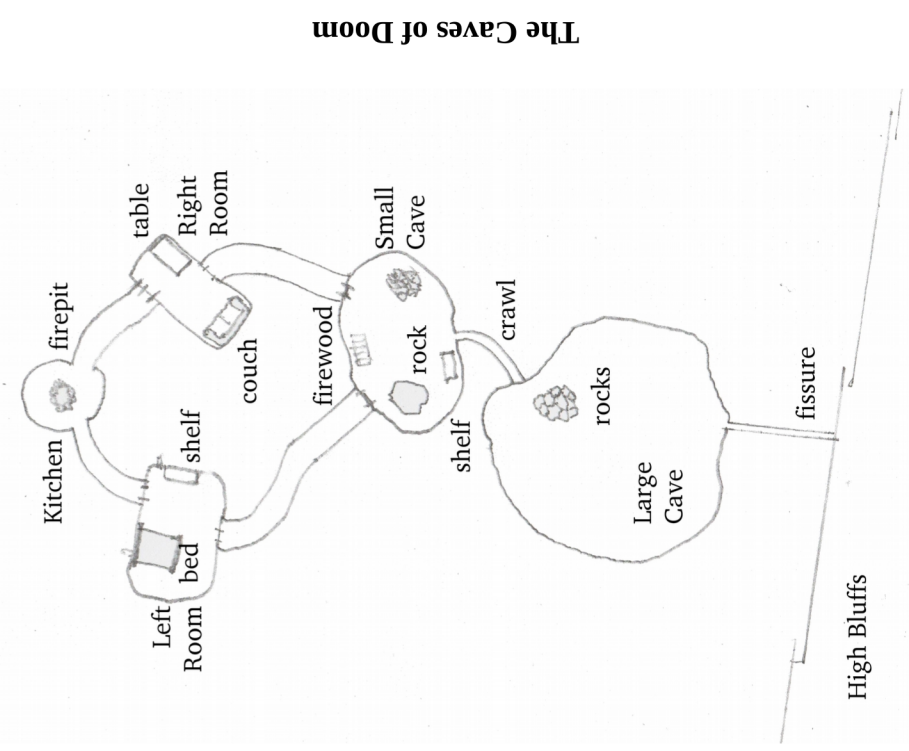 The Caves of Doom
Kitchen
firepit
Left
Room
bed
shelf
table
Right
Room
couch
firewood
Small
Cave
rock
shelf
crawl
rocks
Large
Cave
fissure
High Bluffs